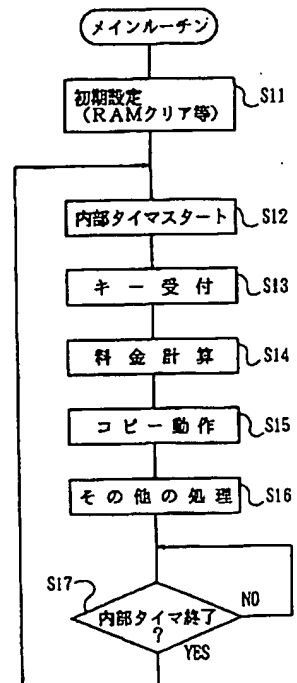 メインルーチン
初期設定
(RAMクリア等)
S11
内部タイマスタート
S12
キー受付
S13
料金計算
S14
コピー動作
S15
その他の処理
S16
S17
内部タイマ終了
?
NO
YES